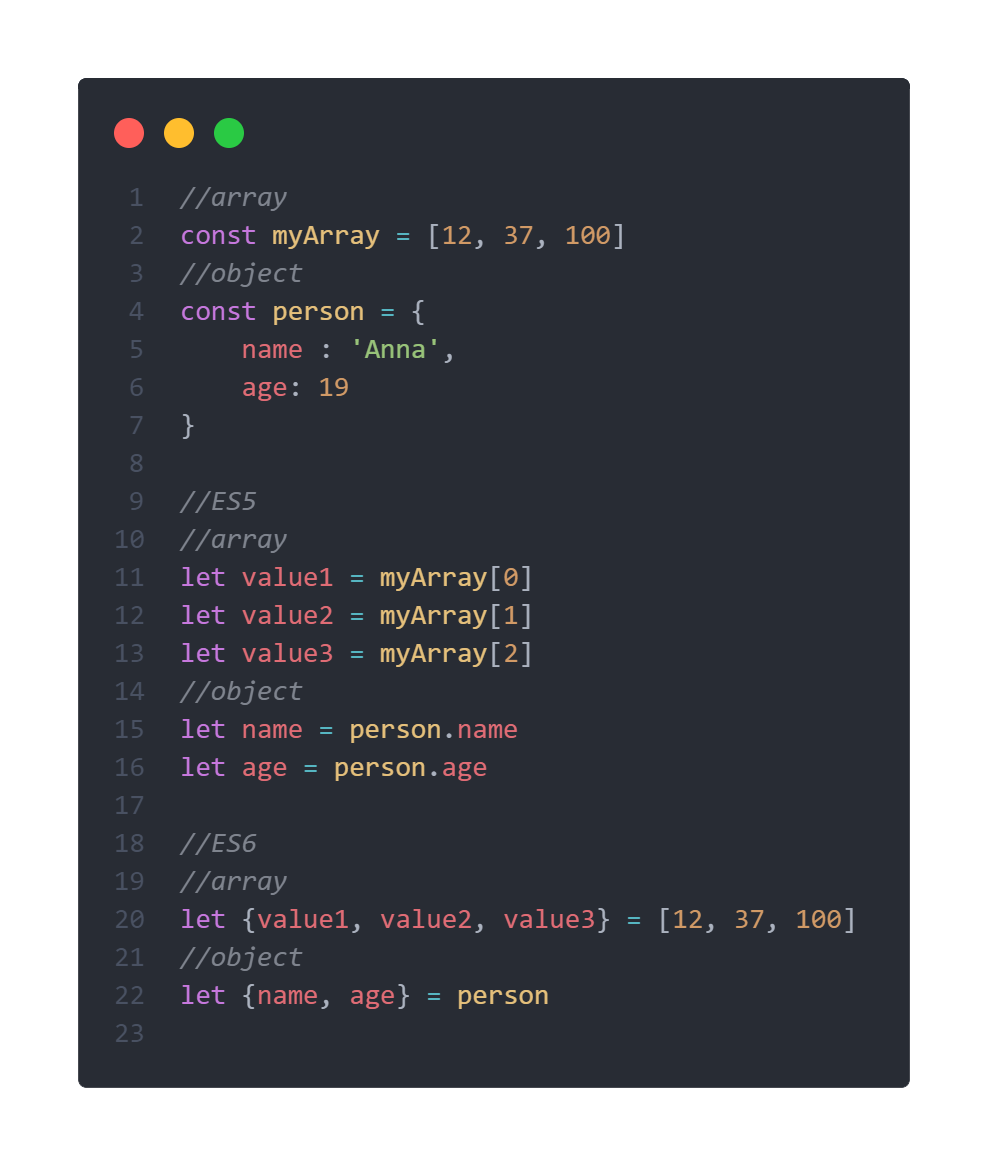 1 //array
2 const myArray = [12, 37, 100]
3 //object
4 const person = {
5     name : 'Anna',
6     age: 19
7 }
8
9 //ES5
10 //array
11 let value1 = myArray[0]
12 let value2 = myArray[1]
13 let value3 = myArray[2]
14 //object
15 let name = person.name
16 let age = person.age
17
18 //ES6
19 //array
20 let {value1, value2, value3} = [12, 37, 100]
21 //object
22 let {name, age} = person
23